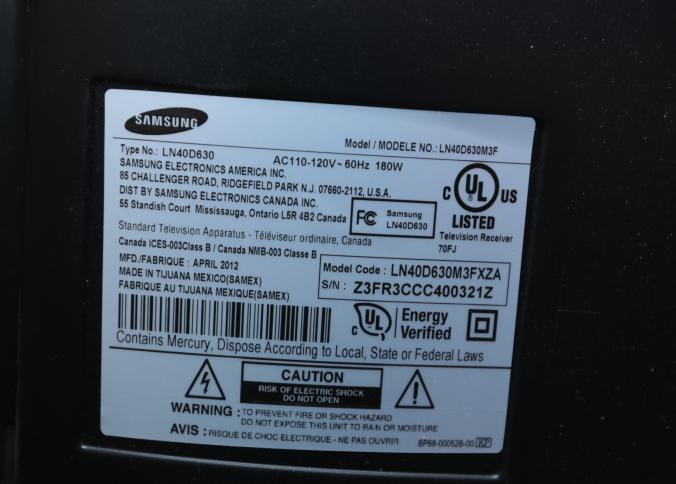 SAMSUNG
Model / MODELE NO.: LN40D630M3F
Type No.: LN40D630
AC110-120V~60Hz 180W
SAMSUNG ELECTRONICS AMERICA INC.
85 CHALLENGER ROAD, RIDGEFIELD PARK N.J. 07660-2112, U.S.A.
DIST BY SAMSUNG ELECTRONICS CANADA INC.
55 Standish Court Mississauga, Ontario L5R 4B2 Canada
FC Samsung
LN40D630
C UL US
LISTED
Television Receiver
70FJ
Standard Television Apparatus - Téléviseur ordinaire, Canada
Canada ICES-003Class B / Canada NMB-003 Classe B
MFD/FABRIQUE : APRIL 2012
MADE IN TIJUANA MEXICO(SAMEX)
FABRIQUE AU TIJUANA MEXIQUE(SAMEX)
Model Code : LN40D630M3FXZA
S/N : Z3FR3CCC400321Z
C UL Energy
Verified
Contains Mercury, Dispose According to Local, State or Federal Laws
CAUTION
RISK OF ELECTRIC SHOCK
DO NOT OPEN
WARNING : TO PREVENT FIRE OR SHOCK HAZARD
DO NOT EXPOSE THIS UNIT TO RAIN OR MOISTURE
AVIS : RISQUE DE CHOC ELECTRIQUE - NE PAS OUVRIR
BP68-00052B-00 KP